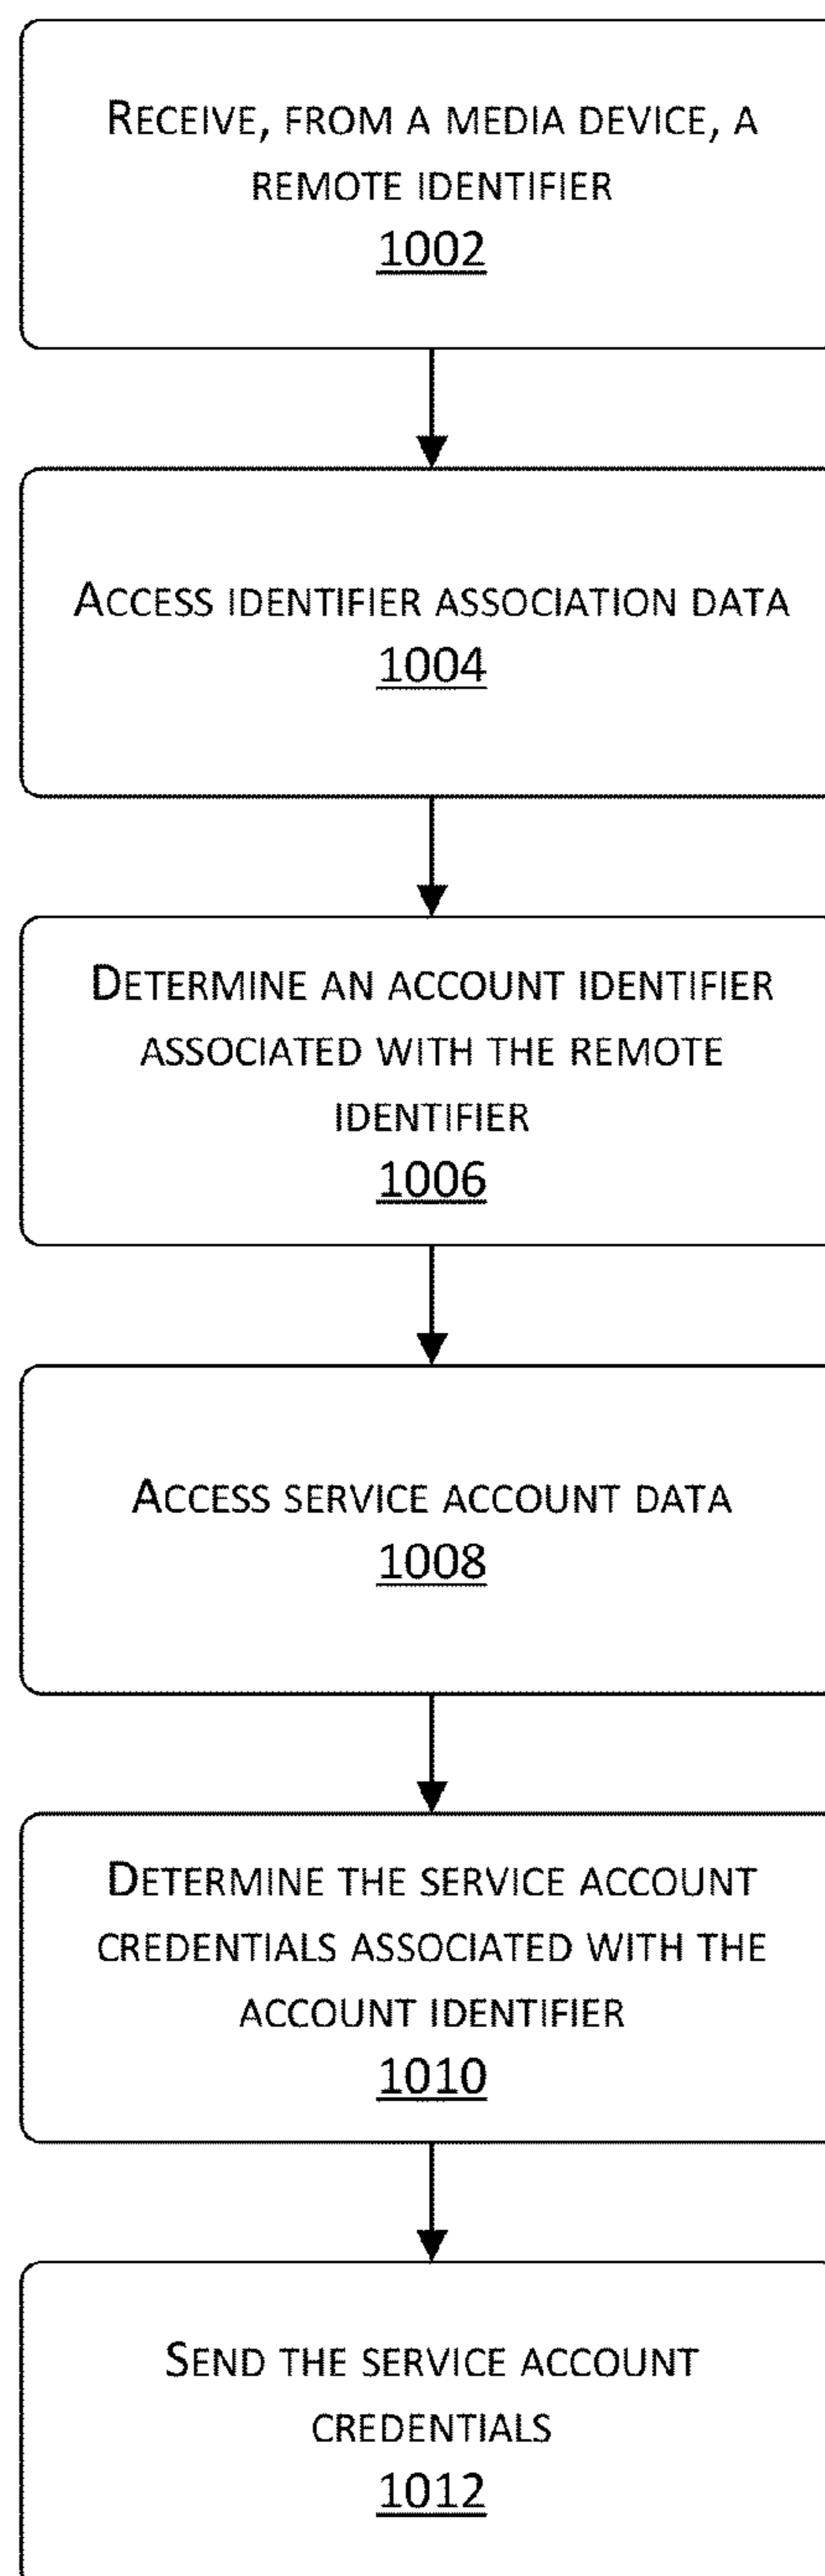 RECEIVE, FROM A MEDIA DEVICE, A
REMOTE IDENTIFIER
1002
ACCESS IDENTIFIER ASSOCIATION DATA
1004
DETERMINE AN ACCOUNT IDENTIFIER
ASSOCIATED WITH THE REMOTE
IDENTIFIER
1006
ACCESS SERVICE ACCOUNT DATA
1008
DETERMINE THE SERVICE ACCOUNT
CREDENTIALS ASSOCIATED WITH THE
ACCOUNT IDENTIFIER
1010
SEND THE SERVICE ACCOUNT
CREDENTIALS
1012